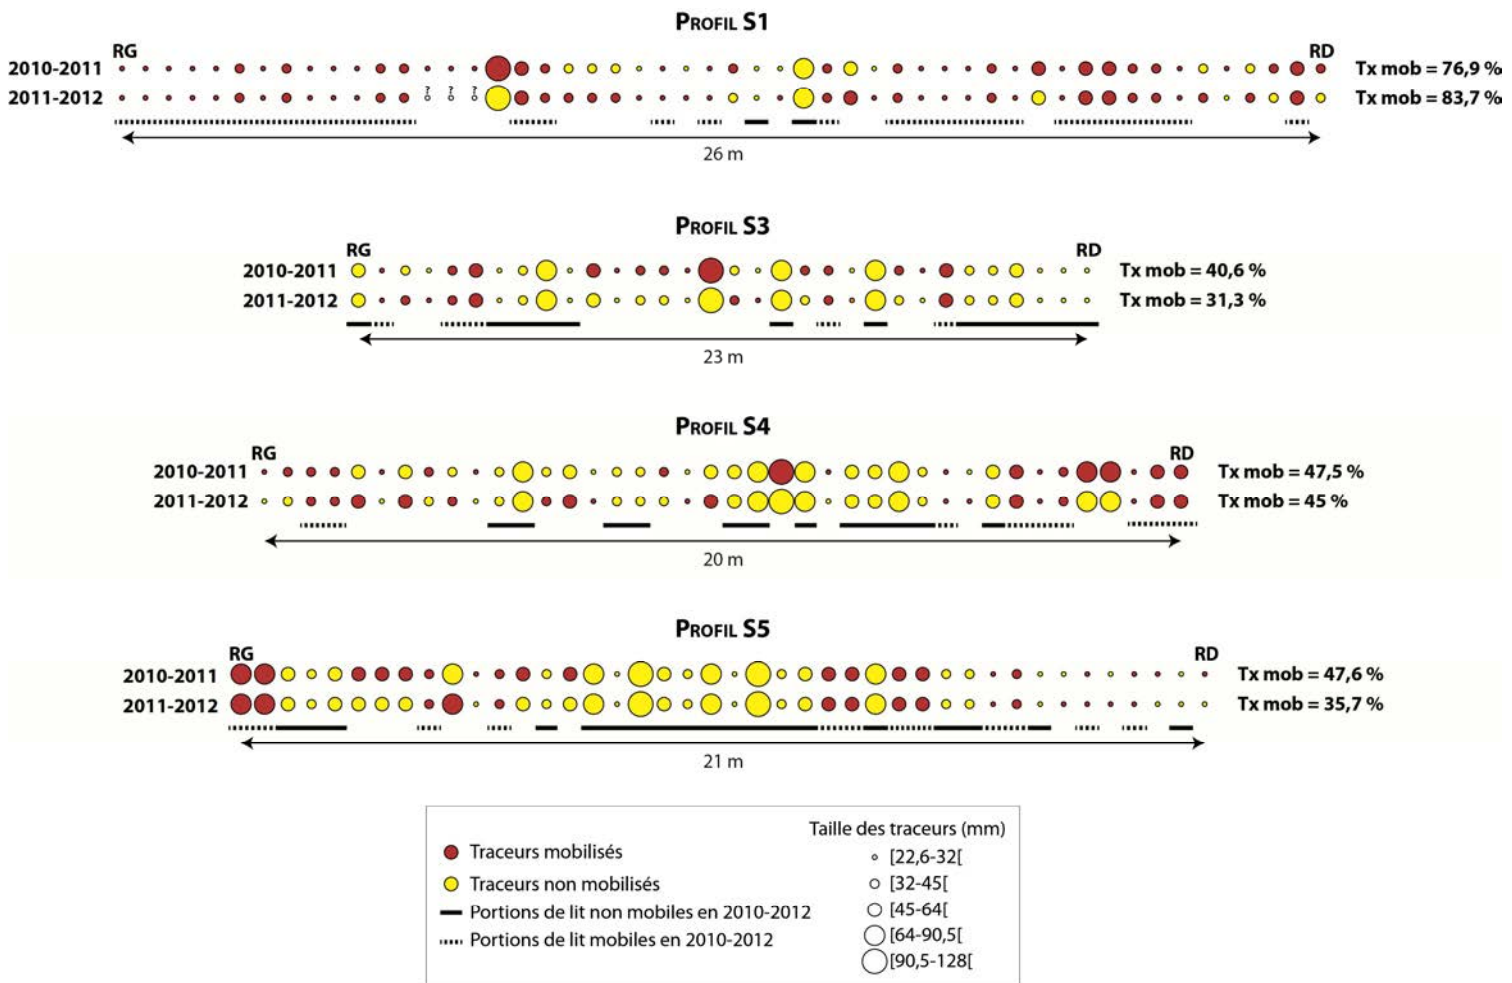 PROFIL S1
RG RD
2010-2011 Tx mob = 76,9 %
? ? ?
2011-2012 Tx mob = 83,7 %
26 m
PROFIL S3
RG RD
2010-2011 Tx mob = 40,6 %
2011-2012 Tx mob = 31,3 %
23 m
PROFIL S4
RG RD
2010-2011 Tx mob = 47,5 %
2011-2012 Tx mob = 45 %
20 m
PROFIL S5
RG RD
2010-2011 Tx mob = 47,6 %
2011-2012 Tx mob = 35,7 %
21 m
Traceurs mobilisés
Traceurs non mobilisés
Portions de lit non mobiles en 2010-2012
Portions de lit mobiles en 2010-2012
Taille des traceurs (mm)
[22,6-32[
[32-45[
[45-64[
[64-90,5[
[90,5-128[